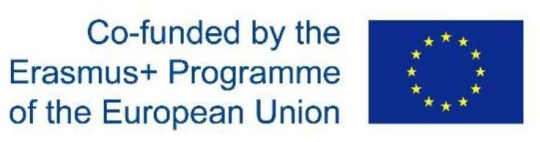 Co-funded by the
Erasmus+ Programme
of the European Union